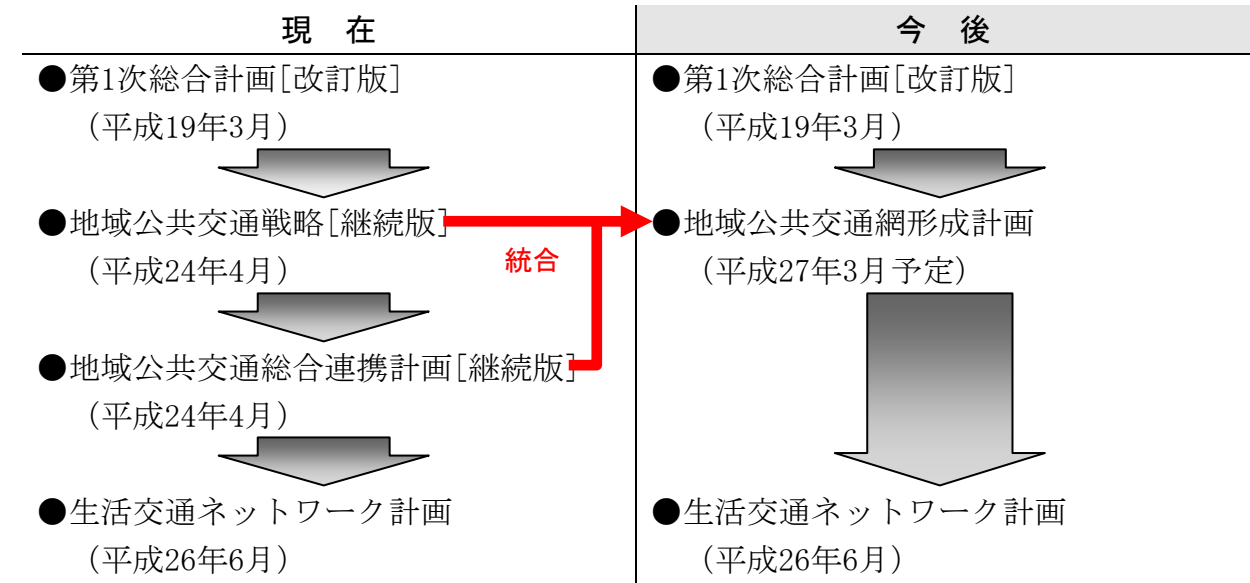 現 在
●第1次総合計画[改訂版]
（平成19年3月）
●地域公共交通戦略[継続版]
（平成24年4月）
●地域公共交通総合連携計画[継続版]
（平成24年4月）
●生活交通ネットワーク計画
（平成26年6月）
統合
今 後
●第1次総合計画[改訂版]
（平成19年3月）
●地域公共交通網形成計画
（平成27年3月予定）
●生活交通ネットワーク計画
（平成26年6月）